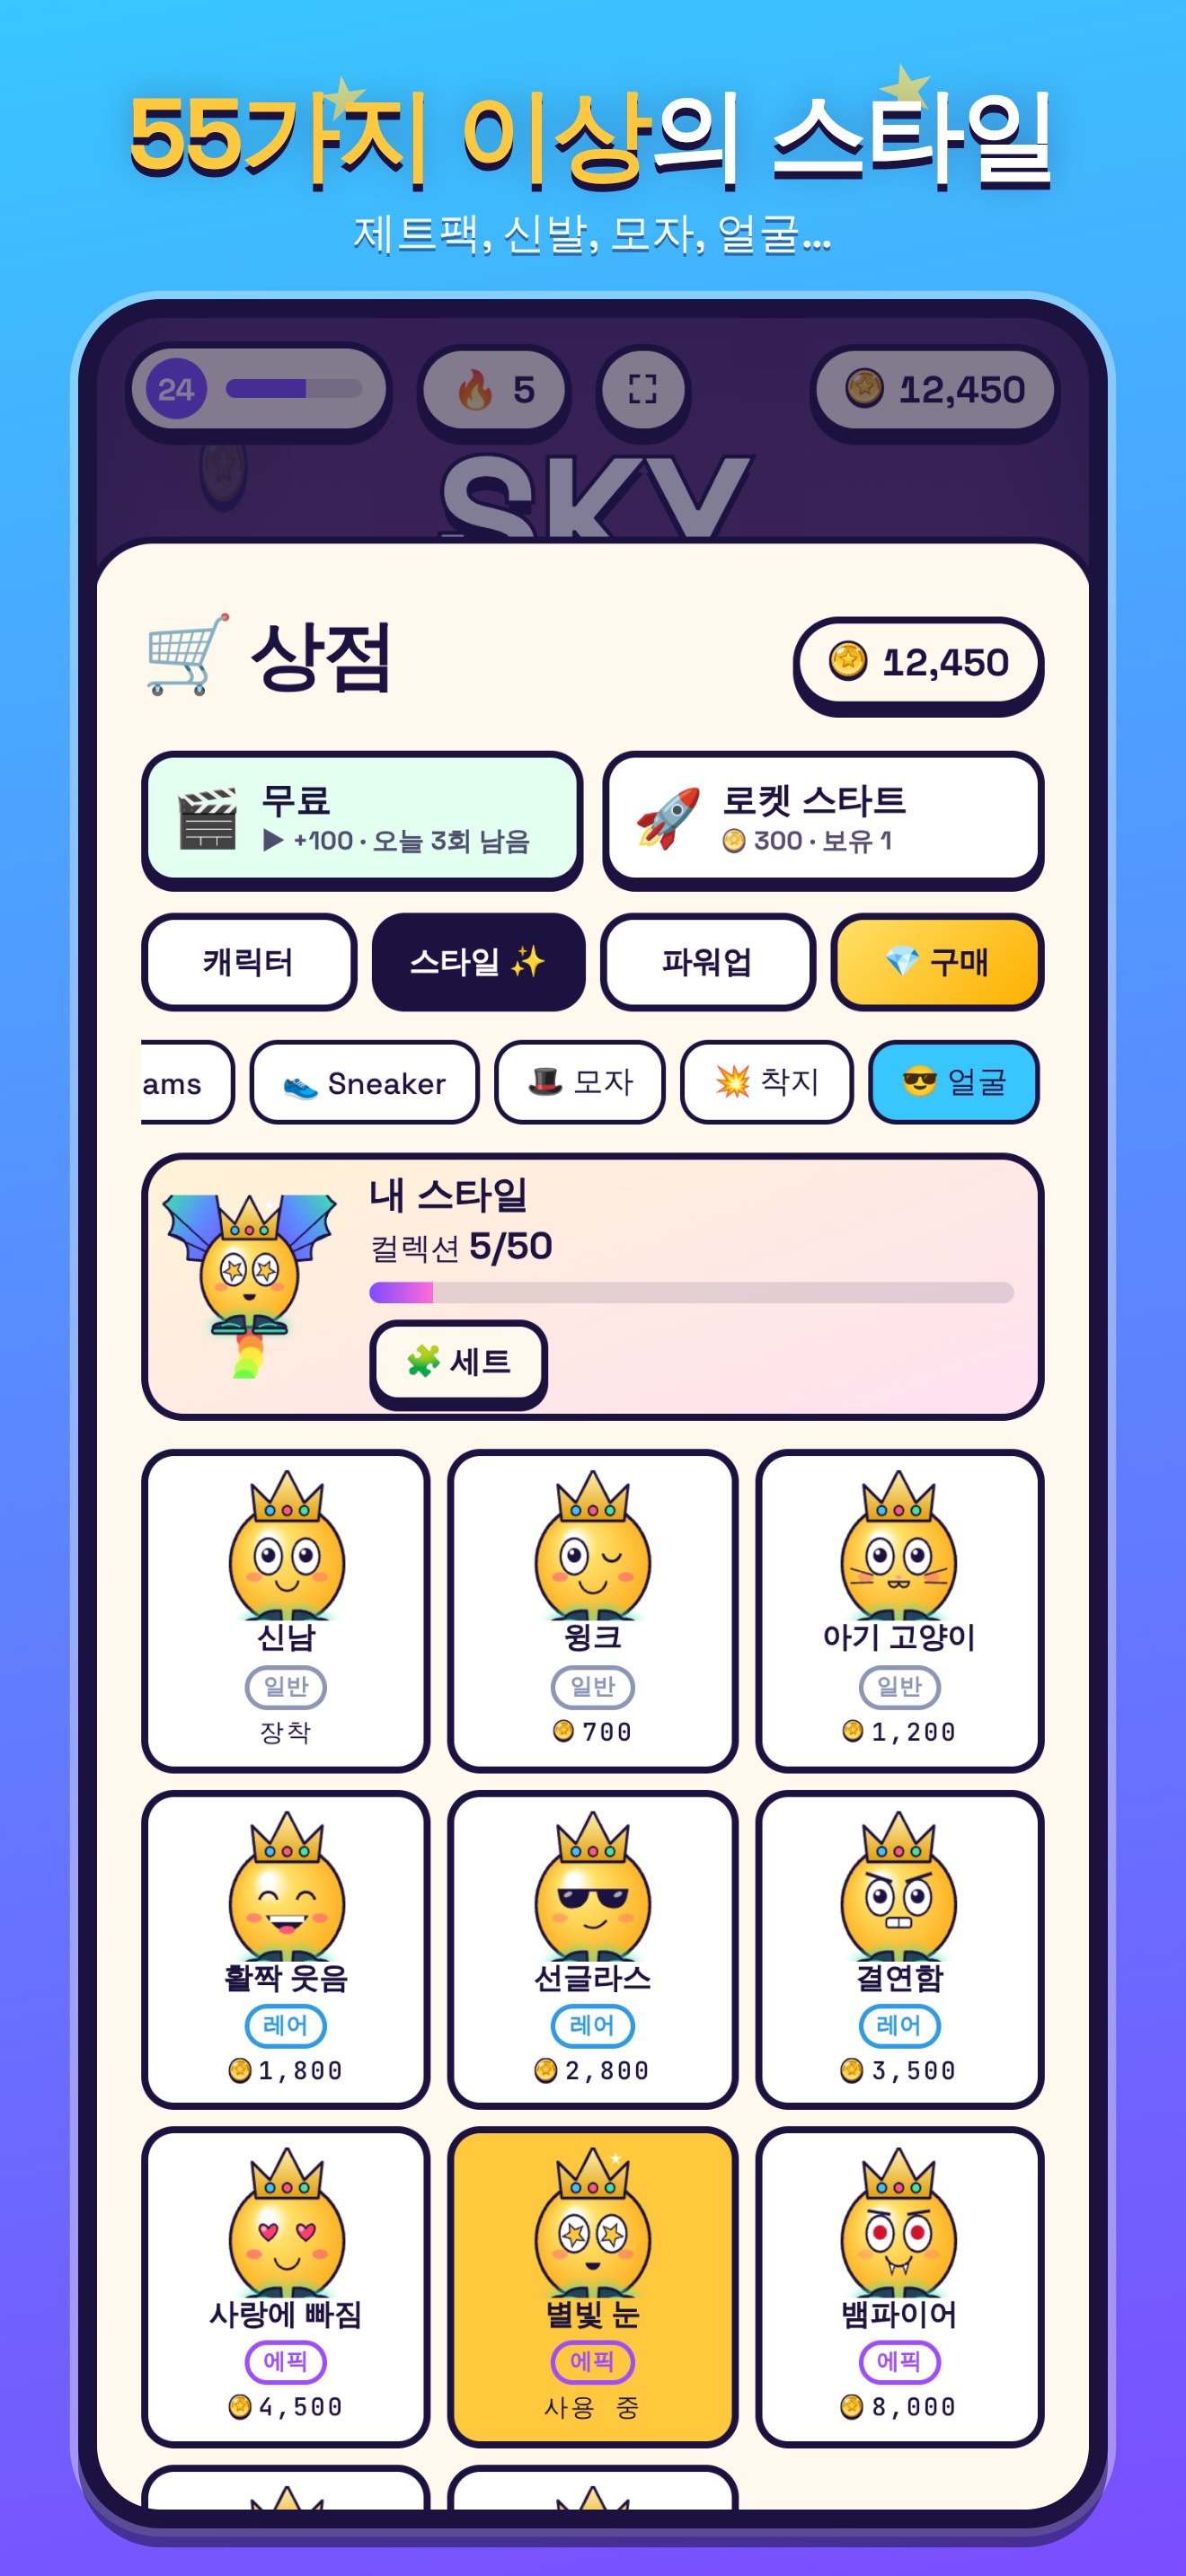 55가지 이상의 스타일
제트팩, 신발, 모자, 얼굴...
24
5
12,450
SKY
상점
12,450
무료
▶ +100 · 오늘 3회 남음
로켓 스타트
300 · 보유 1
캐릭터
스타일
파워업
구매
ams
Sneaker
모자
착지
얼굴
내 스타일
컬렉션 5/50
세트
신남
일반
장착
윙크
일반
700
아기 고양이
일반
1,200
활짝 웃음
레어
1,800
선글라스
레어
2,800
결연함
레어
3,500
사랑에 빠짐
에픽
4,500
별빛 눈
에픽
사용 중
뱀파이어
에픽
8,000